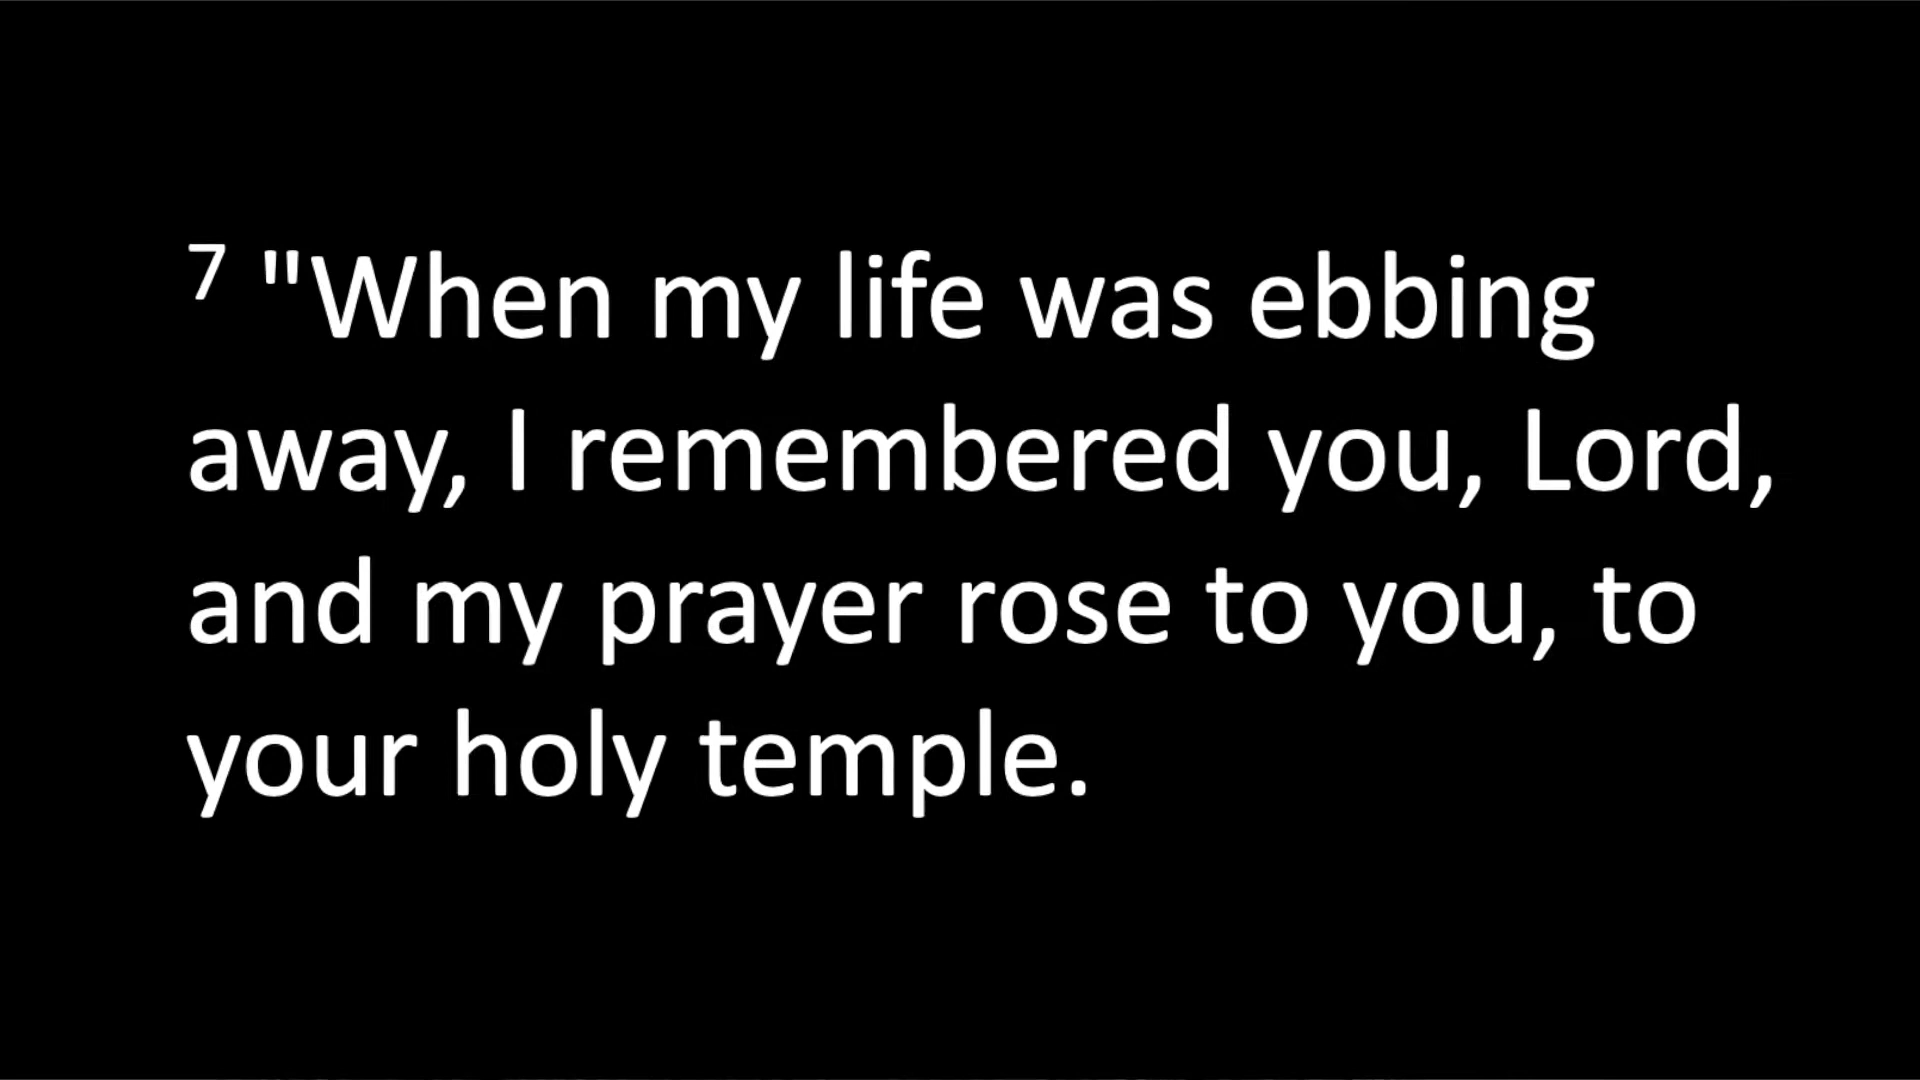 7 "When my life was ebbing
away, I remembered you, Lord,
and my prayer rose to you, to
your holy temple.